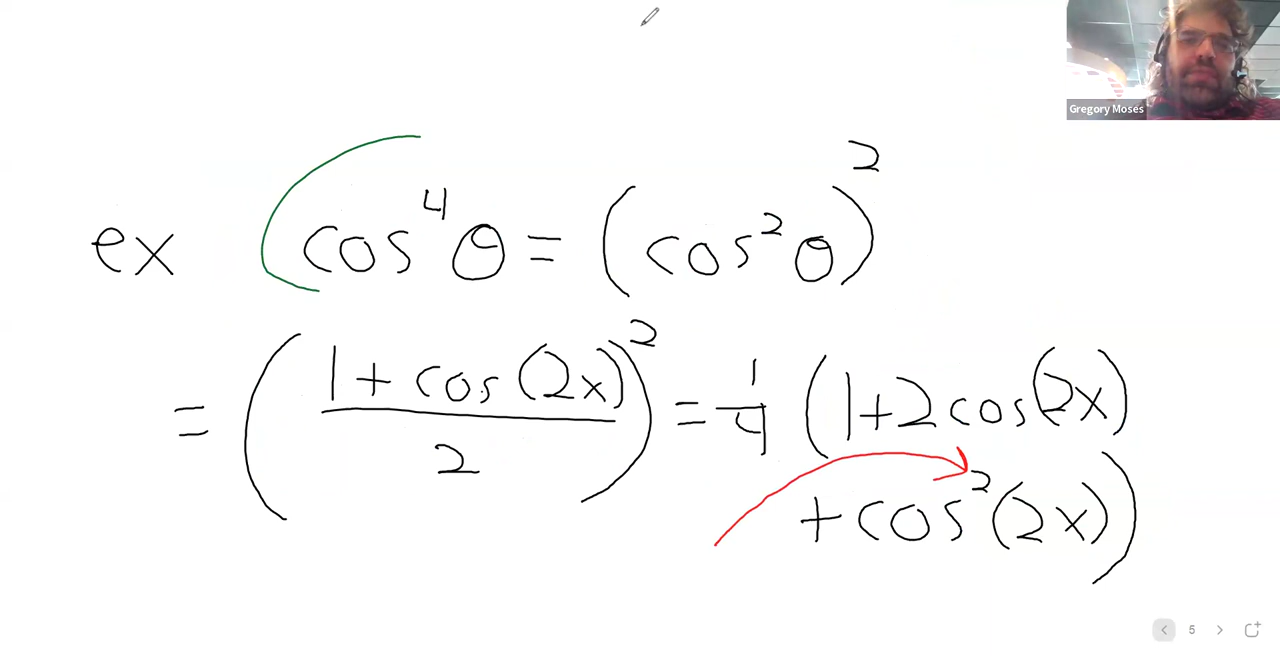 Gregory Moses
ex cos⁴θ = (cos²θ)²
= ((1 + cos(2x))/2)² = 1/4 (1+2cos(2x)
+ cos²(2x))
5